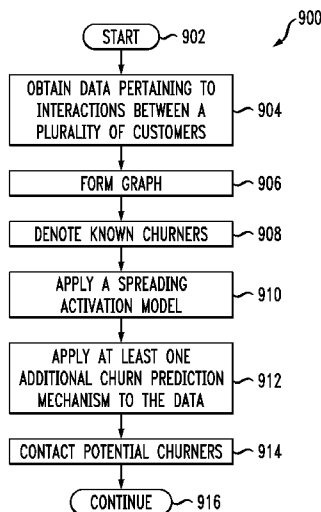 900
START 902
OBTAIN DATA PERTAINING TO
INTERACTIONS BETWEEN A
PLURALITY OF CUSTOMERS
904
FORM GRAPH 906
DENOTE KNOWN CHURNERS 908
APPLY A SPREADING
ACTIVATION MODEL
910
APPLY AT LEAST ONE
ADDITIONAL CHURN PREDICTION
MECHANISM TO THE DATA
912
CONTACT POTENTIAL CHURNERS 914
CONTINUE 916